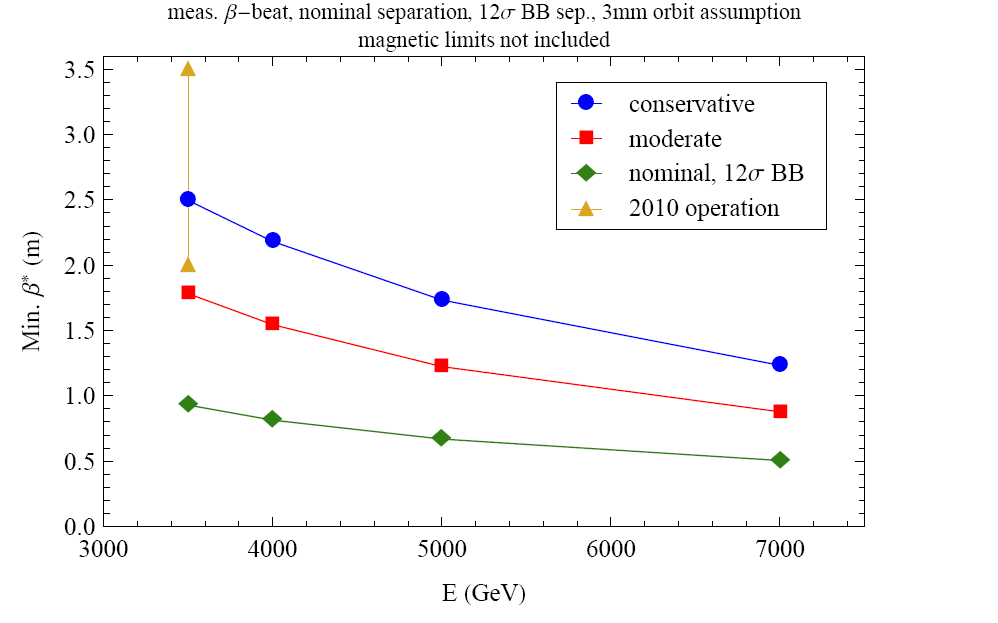 meas. β−beat, nominal separation, 12σ BB sep., 3mm orbit assumption
magnetic limits not included
conservative
moderate
nominal, 12σ BB
2010 operation
Min. β* (m)
3.5
3.0
2.5
2.0
1.5
1.0
0.5
0.0
3000 4000 5000 6000 7000
E (GeV)